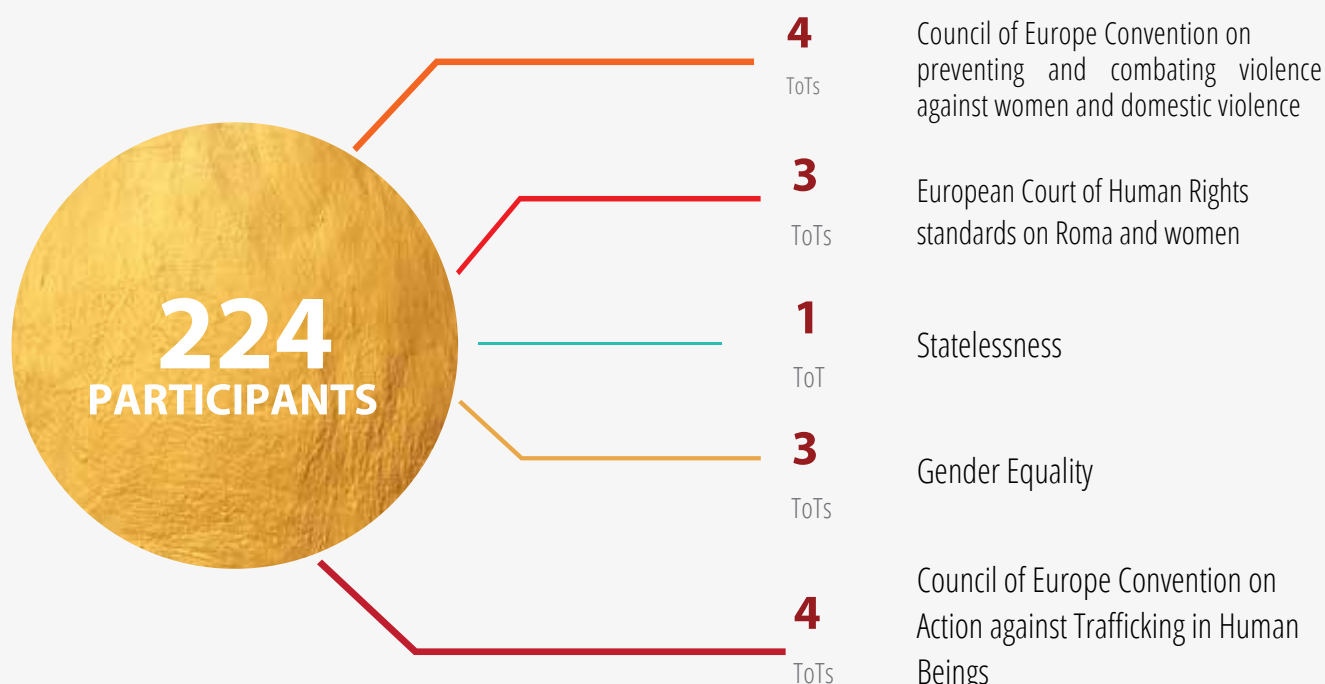 224
PARTICIPANTS
4
ToTs
Council of Europe Convention on
preventing and combating violence
against women and domestic violence
3
ToTs
European Court of Human Rights
standards on Roma and women
1
ToT
Statelessness
3
ToTs
Gender Equality
4
ToTs
Council of Europe Convention on
Action against Trafficking in Human
Beings